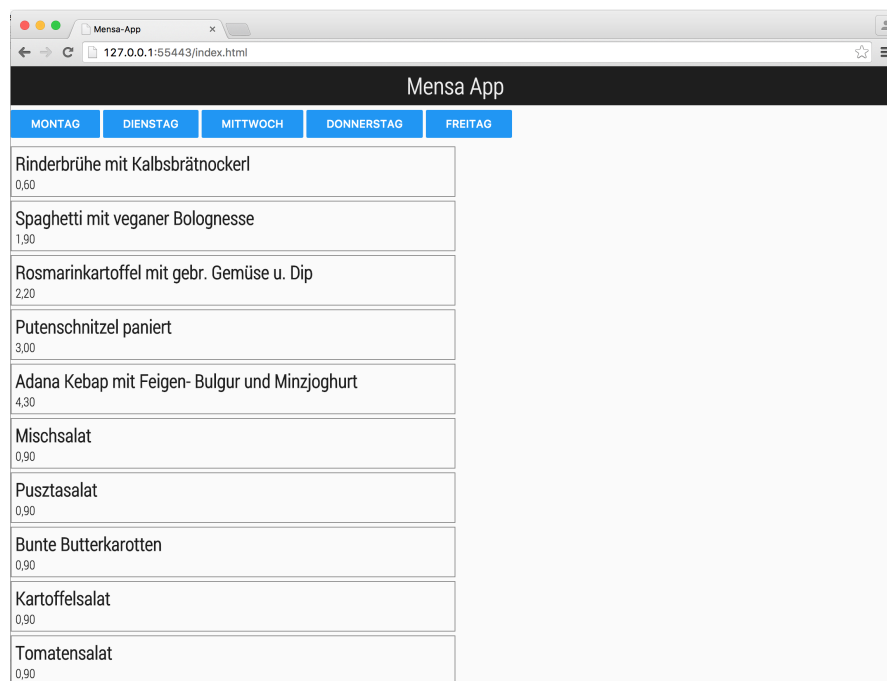 Mensa-App
127.0.0.1:55443/index.html
Mensa App
MONTAG DIENSTAG MITTWOCH DONNERSTAG FREITAG
Rinderbrühe mit Kalbsbrätnockerl
0,60
Spaghetti mit veganer Bolognesse
1,90
Rosmarinkartoffel mit gebr. Gemüse u. Dip
2,20
Putenschnitzel paniert
3,00
Adana Kebap mit Feigen- Bulgur und Minzjoghurt
4,30
Mischsalat
0,90
Pusztasalat
0,90
Bunte Butterkarotten
0,90
Kartoffelsalat
0,90
Tomatensalat
0,90